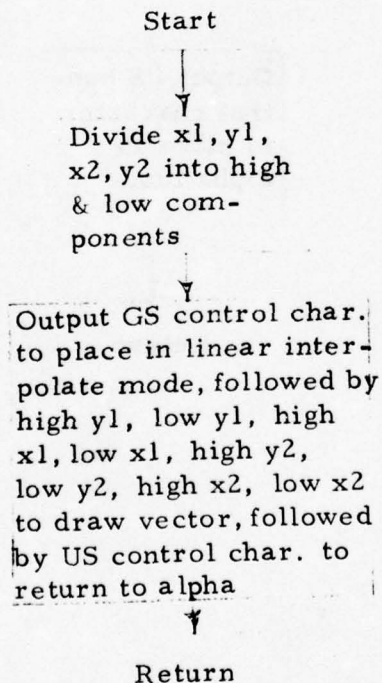 Start
Divide x1, y1,
x2, y2 into high
& low com-
ponents
Output GS control char.
to place in linear inter-
polate mode, followed by
high y1, low y1, high
x1, low x1, high y2,
low y2, high x2, low x2
to draw vector, followed
by US control char. to
return to alpha
Return